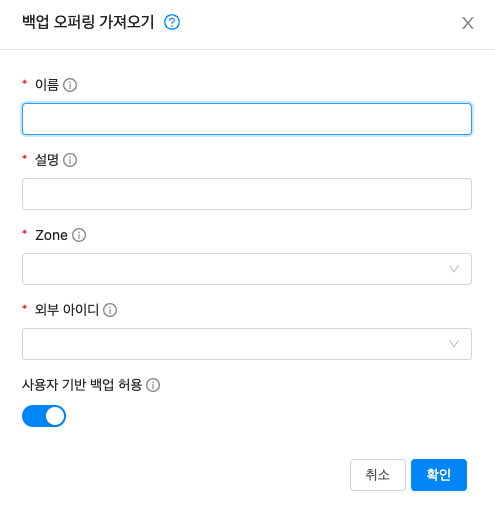 백업 오퍼링 가져오기
* 이름
* 설명
* Zone
* 외부 아이디
사용자 기반 백업 허용
취소 확인